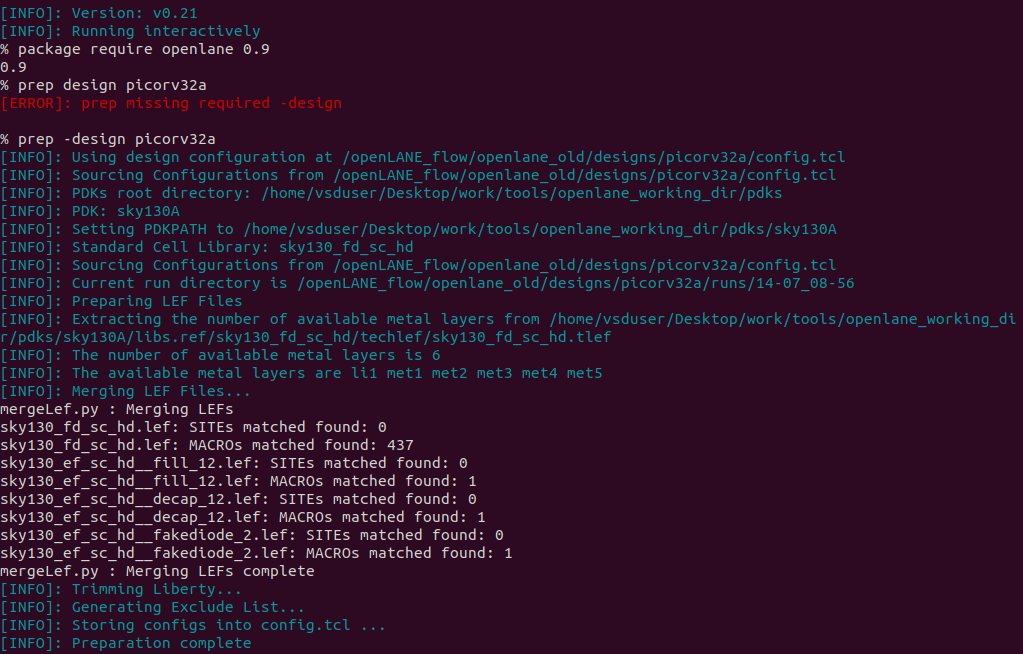 [INFO]: Version: v0.21
[INFO]: Running interactively
% package require openlane 0.9
0.9
% prep design picorv32a
[ERROR]: prep missing required -design
% prep -design picorv32a
[INFO]: Using design configuration at /openLANE_flow/openlane_old/designs/picorv32a/config.tcl
[INFO]: Sourcing Configurations from /openLANE_flow/openlane_old/designs/picorv32a/config.tcl
[INFO]: PDKs root directory: /home/vsduser/Desktop/work/tools/openlane_working_dir/pdks
[INFO]: PDK: sky130A
[INFO]: Setting PDKPATH to /home/vsduser/Desktop/work/tools/openlane_working_dir/pdks/sky130A
[INFO]: Standard Cell Library: sky130_fd_sc_hd
[INFO]: Sourcing Configurations from /openLANE_flow/openlane_old/designs/picorv32a/config.tcl
[INFO]: Current run directory is /openLANE_flow/openlane_old/designs/picorv32a/runs/14-07_08-56
[INFO]: Preparing LEF Files
[INFO]: Extracting the number of available metal layers from /home/vsduser/Desktop/work/tools/openlane_working_di
r/pdks/sky130A/libs.ref/sky130_fd_sc_hd/techlef/sky130_fd_sc_hd.tlef
[INFO]: The number of available metal layers is 6
[INFO]: The available metal layers are li1 met1 met2 met3 met4 met5
[INFO]: Merging LEF Files...
mergeLef.py : Merging LEFs
sky130_fd_sc_hd.lef: SITEs matched found: 0
sky130_fd_sc_hd.lef: MACROs matched found: 437
sky130_ef_sc_hd__fill_12.lef: SITEs matched found: 0
sky130_ef_sc_hd__fill_12.lef: MACROs matched found: 1
sky130_ef_sc_hd__decap_12.lef: SITEs matched found: 0
sky130_ef_sc_hd__decap_12.lef: MACROs matched found: 1
sky130_ef_sc_hd__fakediode_2.lef: SITEs matched found: 0
sky130_ef_sc_hd__fakediode_2.lef: MACROs matched found: 1
mergeLef.py : Merging LEFs complete
[INFO]: Trimming Liberty...
[INFO]: Generating Exclude List...
[INFO]: Storing configs into config.tcl ...
[INFO]: Preparation complete